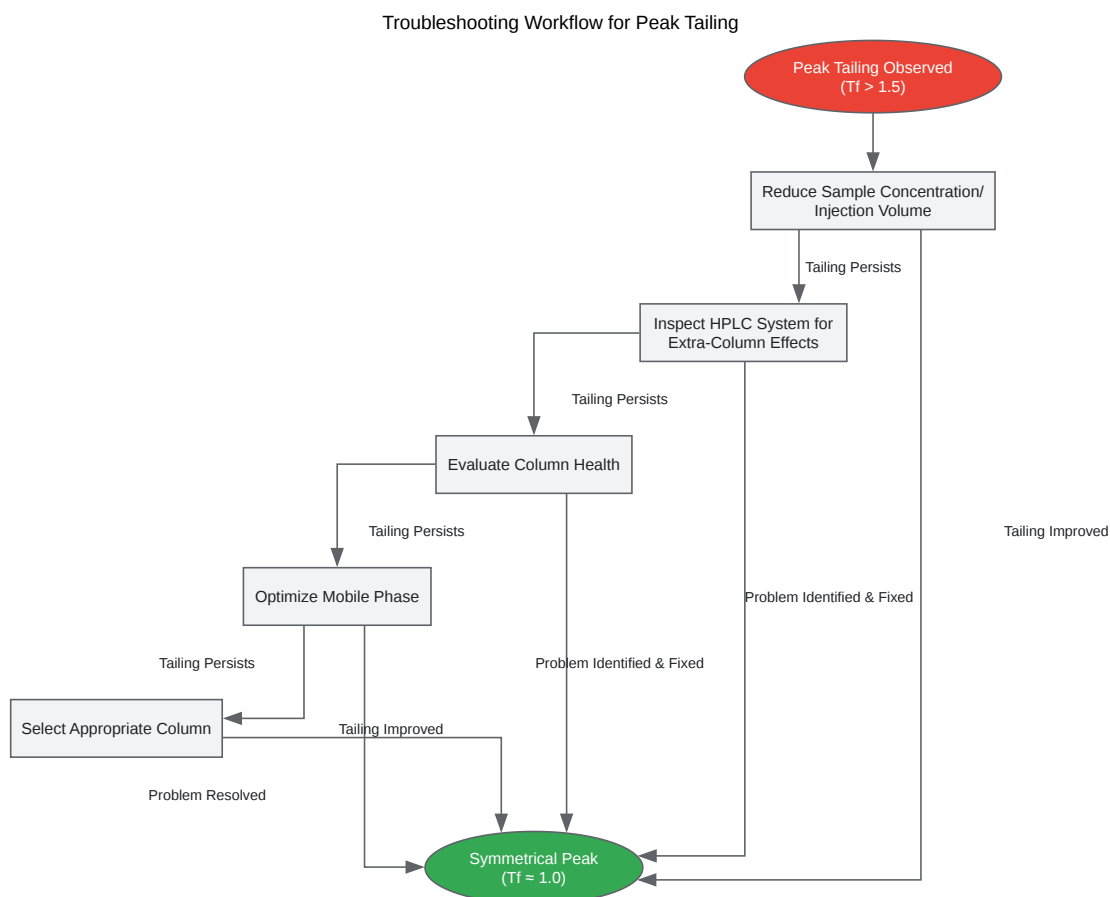 Troubleshooting Workflow for Peak Tailing
Peak Tailing Observed
(Tf > 1.5)
Reduce Sample Concentration/
Injection Volume
Tailing Persists
Inspect HPLC System for
Extra-Column Effects
Tailing Persists
Evaluate Column Health
Tailing Persists
Tailing Improved
Optimize Mobile Phase
Problem Identified & Fixed
Tailing Persists
Problem Identified & Fixed
Select Appropriate Column
Tailing Improved
Problem Resolved
Symmetrical Peak
(Tf ≈ 1.0)